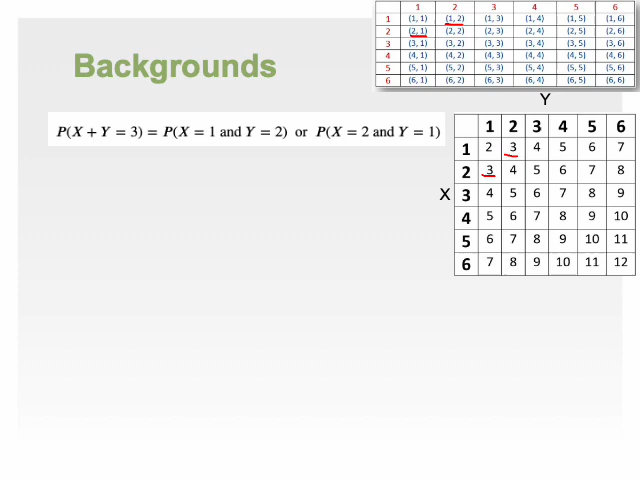 1 2 3 4 5 6
1 (1, 1) (1, 2) (1, 3) (1, 4) (1, 5) (1, 6)
2 (2, 1) (2, 2) (2, 3) (2, 4) (2, 5) (2, 6)
3 (3, 1) (3, 2) (3, 3) (3, 4) (3, 5) (3, 6)
4 (4, 1) (4, 2) (4, 3) (4, 4) (4, 5) (4, 6)
5 (5, 1) (5, 2) (5, 3) (5, 4) (5, 5) (5, 6)
6 (6, 1) (6, 2) (6, 3) (6, 4) (6, 5) (6, 6)
Backgrounds
P(X + Y = 3) = P(X = 1 and Y = 2) or P(X = 2 and Y = 1)
Y
1 2 3 4 5 6
1 2 3 4 5 6 7
2 3 4 5 6 7 8
X
3 4 5 6 7 8 9
4 5 6 7 8 9 10
5 6 7 8 9 10 11
6 7 8 9 10 11 12